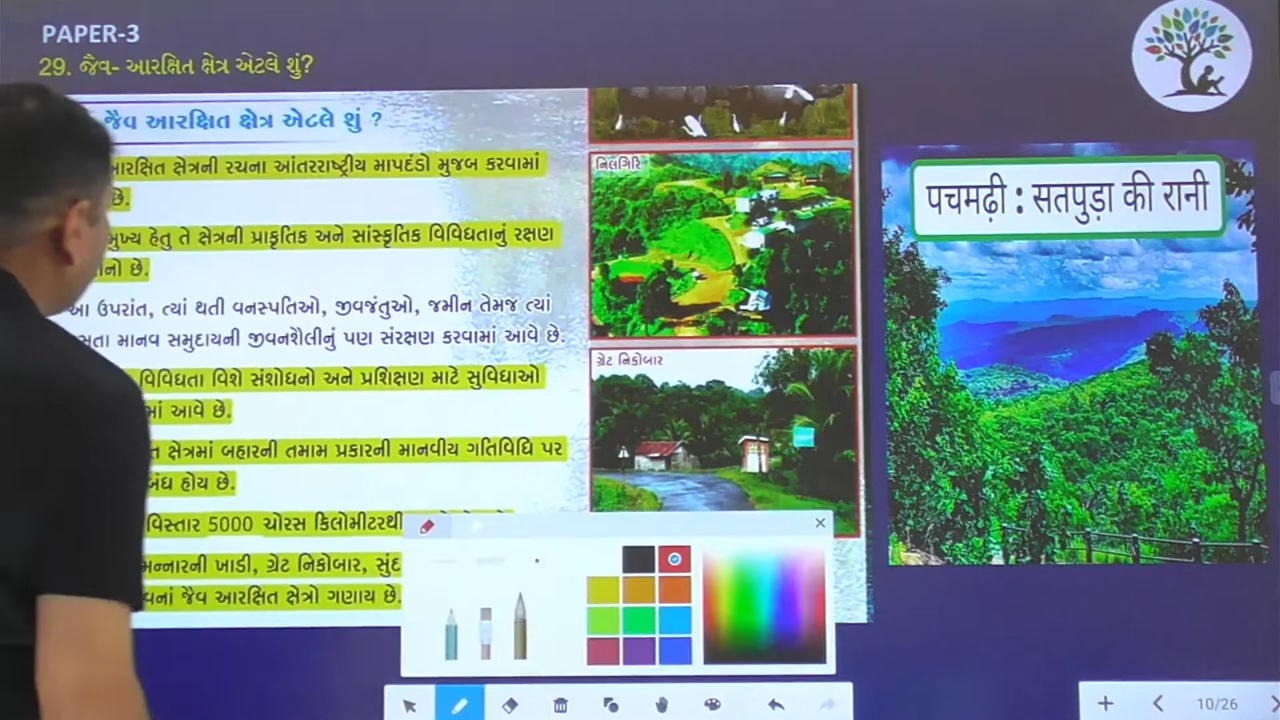 PAPER-3
29. જૈવ- આરક્ષિત ક્ષેત્ર એટલે શું?
જૈવ આરક્ષિત ક્ષેત્ર એટલે શું ?
આરક્ષિત ક્ષેત્રની રચના આંતરરાષ્ટ્રીય માપદંડો મુજબ કરવામાં
છે.
મુખ્ય હેતુ તે ક્ષેત્રની પ્રાકૃતિક અને સાંસ્કૃતિક વિવિધતાનું રક્ષણ
છે.
આ ઉપરાંત, ત્યાં થતી વનસ્પતિઓ, જીવજંતુઓ, જમીન તેમજ ત્યાં
માનવ સમુદાયની જીવનશૈલીનું પણ સંરક્ષણ કરવામાં આવે છે.
વિવિધતા વિશે સંશોધનો અને પ્રશિક્ષણ માટે સુવિધાઓ
આવે છે.
ક્ષેત્રમાં બહારની તમામ પ્રકારની માનવીય ગતિવિધિ પર
હોય છે.
વિસ્તાર 5000 ચોરસ કિલોમીટરથી
મન્નારની ખાડી, ગ્રેટ નિકોબાર,
જૈવ આરક્ષિત ક્ષેત્રો ગણાય છે.
નિલગિરિ
ગ્રેટ નિકોબાર
पचमढ़ी : सतपुड़ा की रानी
10/26